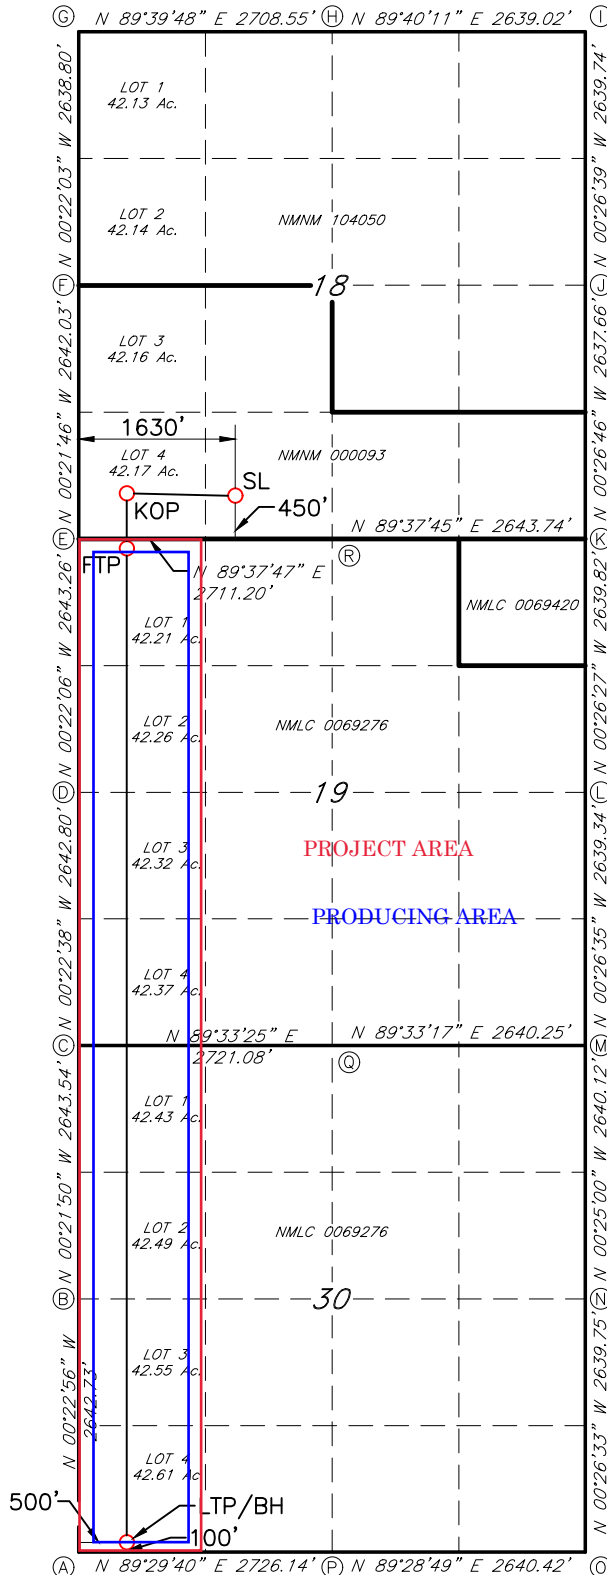 G N 89°39'48" E 2708.55' H N 89°40'11" E 2639.02' I
N 00°22'03" W 2638.80'
N 00°26'39" W 2639.74'
LOT 1
42.13 Ac.
LOT 2
42.14 Ac.
NMNM 104050
F
18
J
N 00°21'46" W 2642.03'
N 00°26'46" W 2637.66'
LOT 3
42.16 Ac.
1630'
LOT 4
42.17 Ac.
NMNM 000093
SL
KOP
450'
N 89°37'45" E 2643.74'
E
R
K
FTP
N 89°37'47" E
2711.20'
NMLC 0069420
N 00°22'06" W 2643.26'
N 00°26'27" W 2639.82'
LOT 1
42.21 Ac.
LOT 2
42.26 Ac.
NMLC 0069276
D
19
L
N 00°22'38" W 2642.80'
N 00°26'35" W 2639.34'
LOT 3
42.32 Ac.
PROJECT AREA
PRODUCING AREA
LOT 4
42.37 Ac.
N 89°33'25" E
2721.08'
N 89°33'17" E 2640.25'
C
Q
M
N 00°21'50" W 2643.54'
N 00°25'00" W 2640.12'
LOT 1
42.43 Ac.
LOT 2
42.49 Ac.
NMLC 0069276
B
30
N
N 00°22'56" W
2642.73'
N 00°26'33" W 2639.75'
LOT 3
42.55 Ac.
LOT 4
42.61 Ac
500'
LTP/BH
100'
A N 89°29'40" E 2726.14' P N 89°28'49" E 2640.42' O